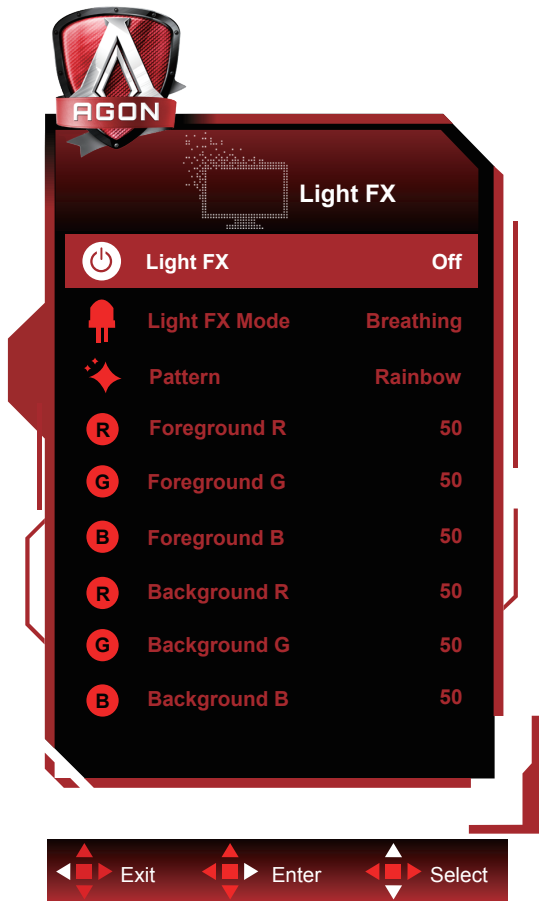 AGON
Light FX
Light FX Off
Light FX Mode Breathing
Pattern Rainbow
R Foreground R 50
G Foreground G 50
B Foreground B 50
R Background R 50
G Background G 50
B Background B 50
Exit Enter Select